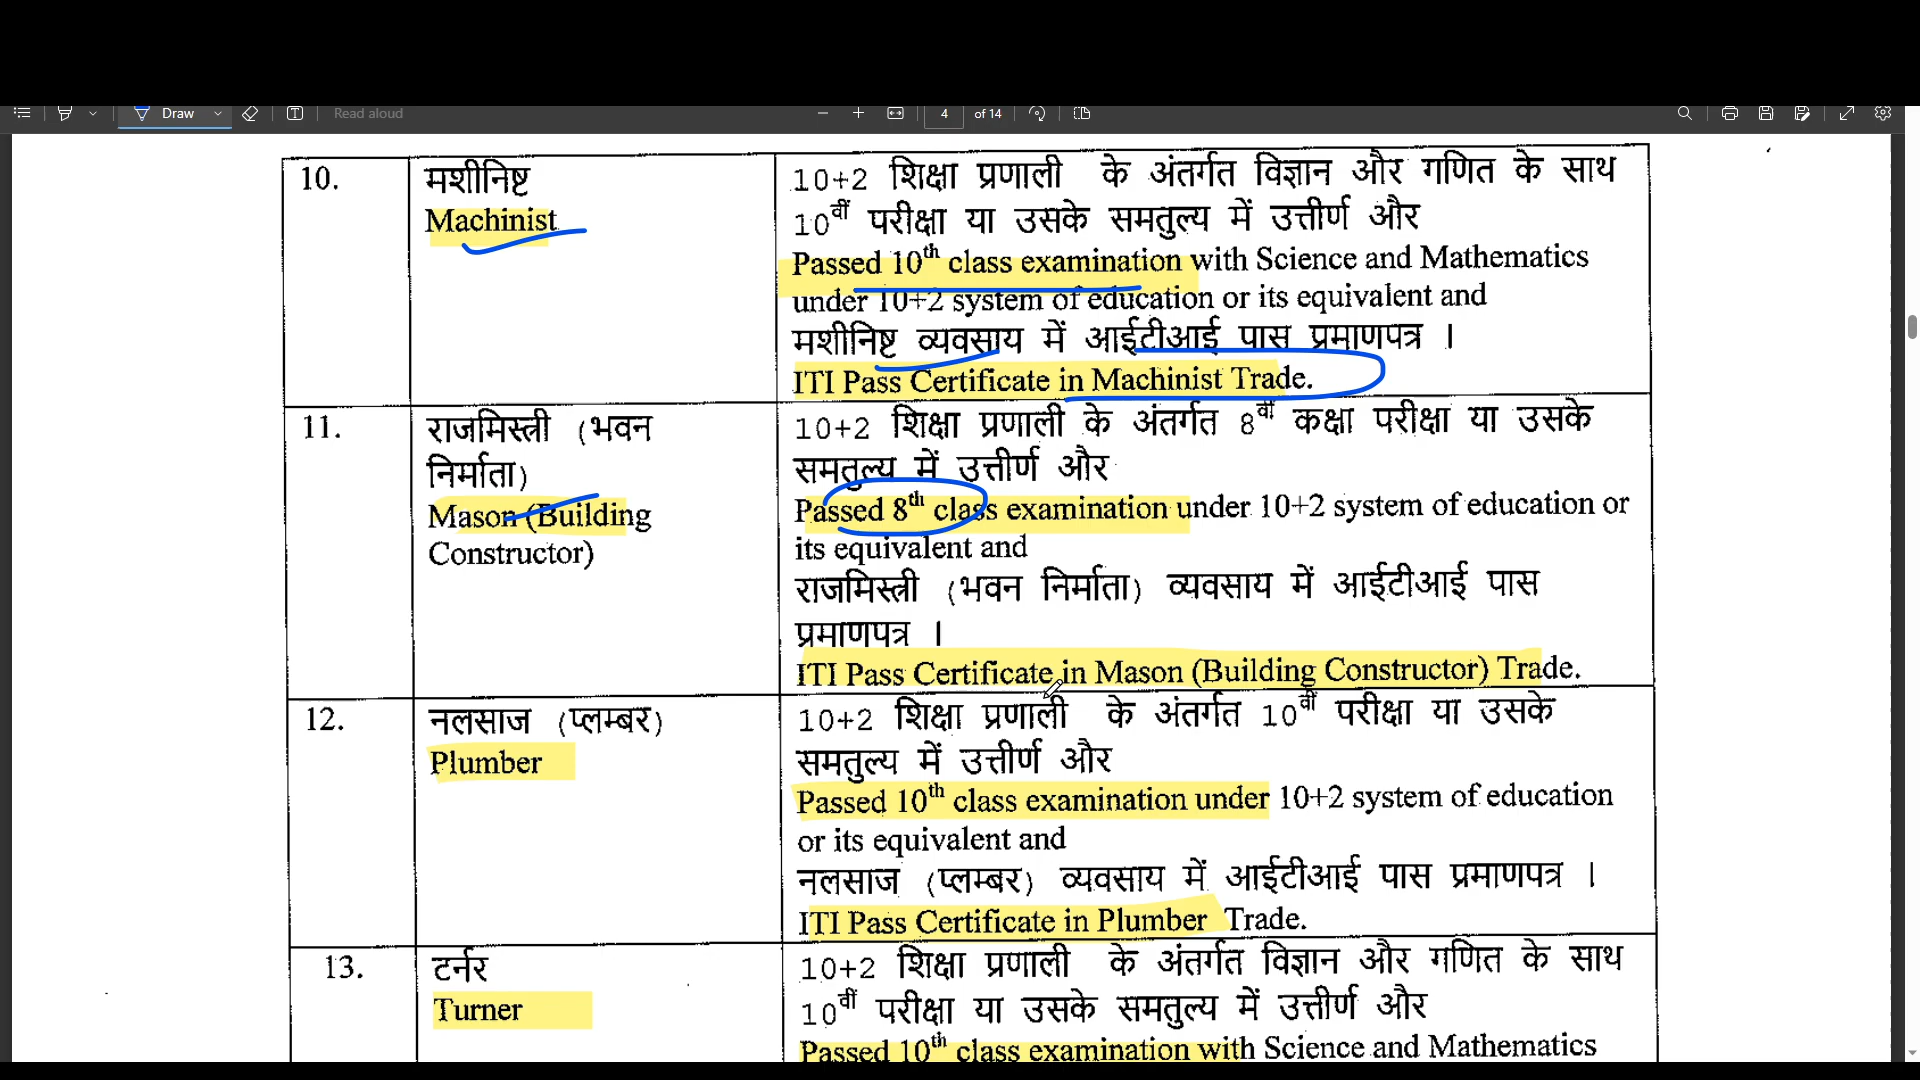 Draw
Read aloud
4 of 14
10. मशीनिष्ट
Machinist
10+2 शिक्षा प्रणाली के अंतर्गत विज्ञान और गणित के साथ
10वीं परीक्षा या उसके समतुल्य में उत्तीर्ण और
Passed 10th class examination with Science and Mathematics
under 10+2 system of education or its equivalent and
मशीनिष्ट व्यवसाय में आईटीआई पास प्रमाणपत्र ।
ITI Pass Certificate in Machinist Trade.
11. राजमिस्त्री (भवन
निर्माता)
Mason (Building
Constructor)
10+2 शिक्षा प्रणाली के अंतर्गत 8वीं कक्षा परीक्षा या उसके
समतुल्य में उत्तीर्ण और
Passed 8th class examination under 10+2 system of education or
its equivalent and
राजमिस्त्री (भवन निर्माता) व्यवसाय में आईटीआई पास
प्रमाणपत्र ।
ITI Pass Certificate in Mason (Building Constructor) Trade.
12. नलसाज (प्लम्बर)
Plumber
10+2 शिक्षा प्रणाली के अंतर्गत 10वीं परीक्षा या उसके
समतुल्य में उत्तीर्ण और
Passed 10th class examination under 10+2 system of education
or its equivalent and
नलसाज (प्लम्बर) व्यवसाय में आईटीआई पास प्रमाणपत्र ।
ITI Pass Certificate in Plumber Trade.
13. टर्नर
Turner
10+2 शिक्षा प्रणाली के अंतर्गत विज्ञान और गणित के साथ
10वीं परीक्षा या उसके समतुल्य में उत्तीर्ण और
Passed 10th class examination with Science and Mathematics